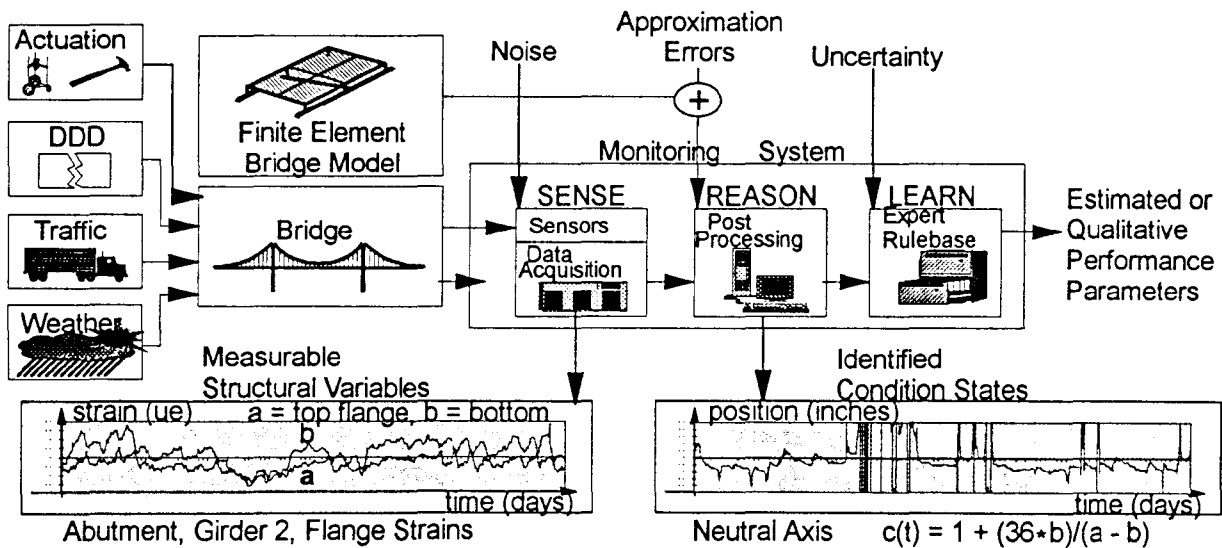 Actuation
DDD
Traffic
Weather
Finite Element
Bridge Model
Bridge
Noise
Approximation
Errors
Uncertainty
+
Monitoring System
SENSE
Sensors
Data
Acquisition
REASON
Post
Processing
LEARN
Expert
Rulebase
Estimated or
Qualitative
Performance
Parameters
Measurable
Structural Variables
strain (ue) a = top flange, b = bottom
b
a
time (days)
Abutment, Girder 2, Flange Strains
Identified
Condition States
position (inches)
time (days)
Neutral Axis c(t) = 1 + (36*b)/(a - b)